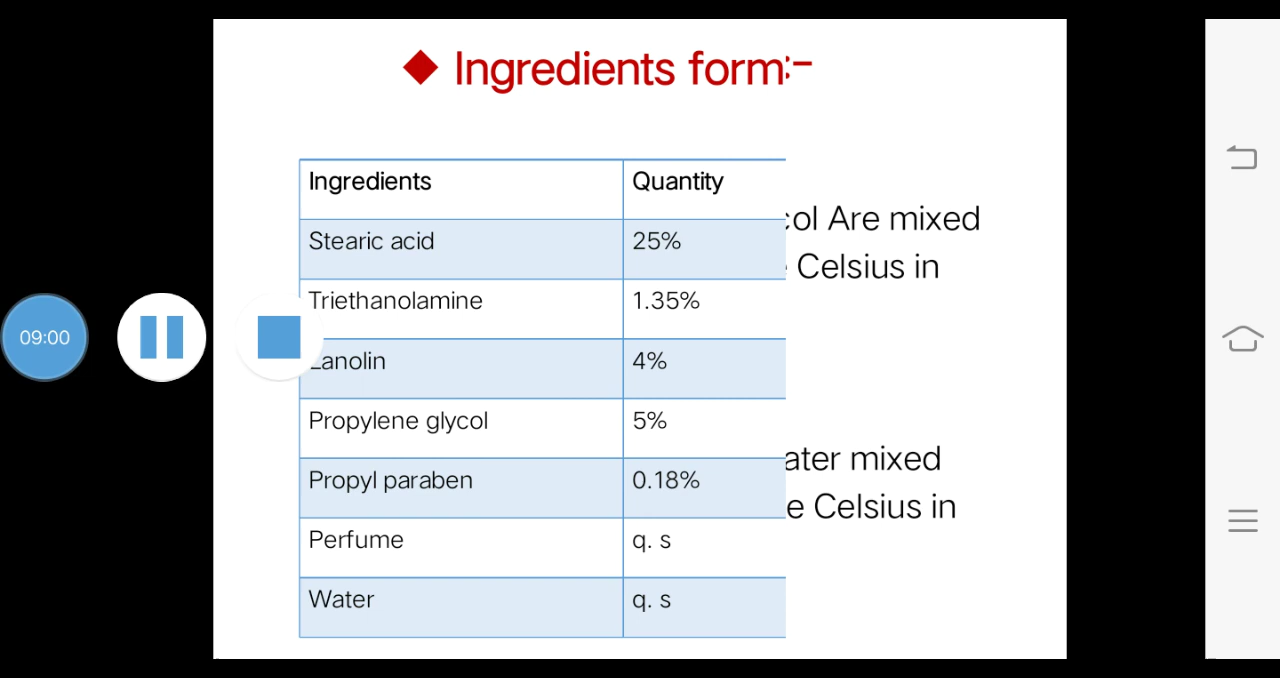 Ingredients form:-
Ingredients Quantity
Stearic acid 25%
col Are mixed
Celsius in
Triethanolamine 1.35%
09:00
Lanolin 4%
Propylene glycol 5%
ater mixed
Propyl paraben 0.18%
e Celsius in
Perfume q. s
Water q. s